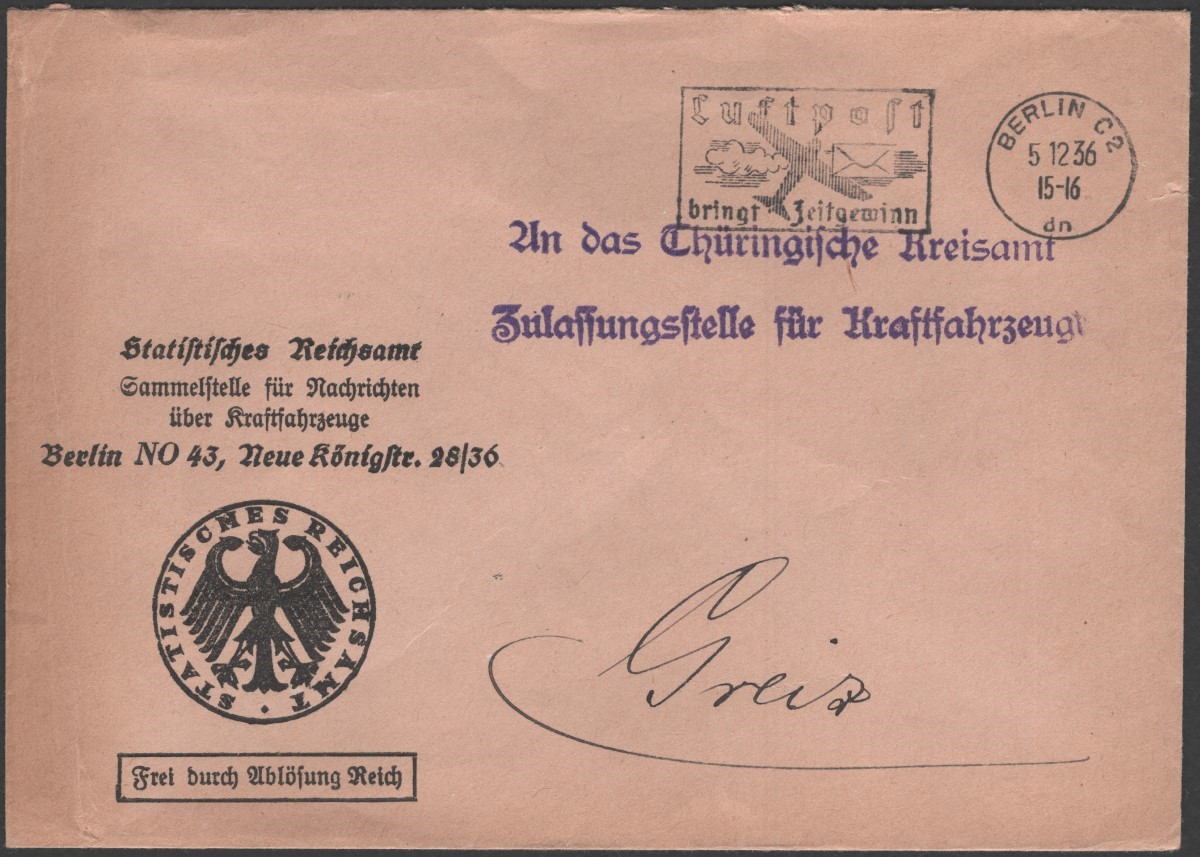 Luftpost
bringt Zeitgewinn
BERLIN C2
5 12 36
15-16
dn
An das Thüringische Kreisamt
Zulassungsstelle für Kraftfahrzeuge
Statistisches Reichsamt
Sammelstelle für Nachrichten
über Kraftfahrzeuge
Berlin NO 43, Neue Königstr. 28/36
STATISTISCHES REICHSAMT
Greiz
Frei durch Ablösung Reich